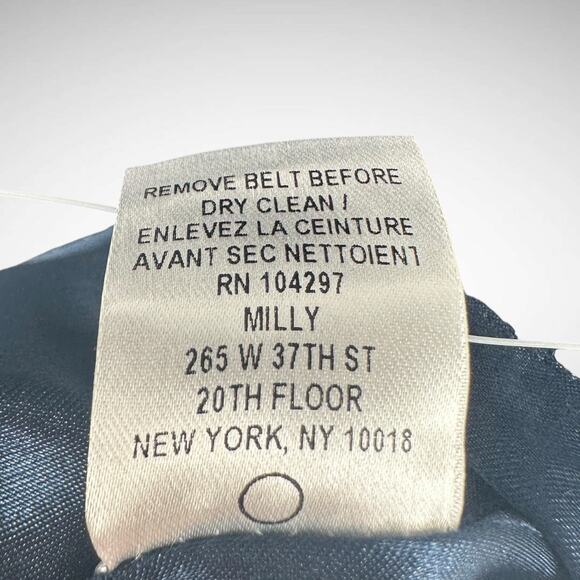 REMOVE BELT BEFORE
DRY CLEAN /
ENLEVEZ LA CEINTURE
AVANT SEC NETTOIENT
RN 104297
MILLY
265 W 37TH ST
20TH FLOOR
NEW YORK, NY 10018